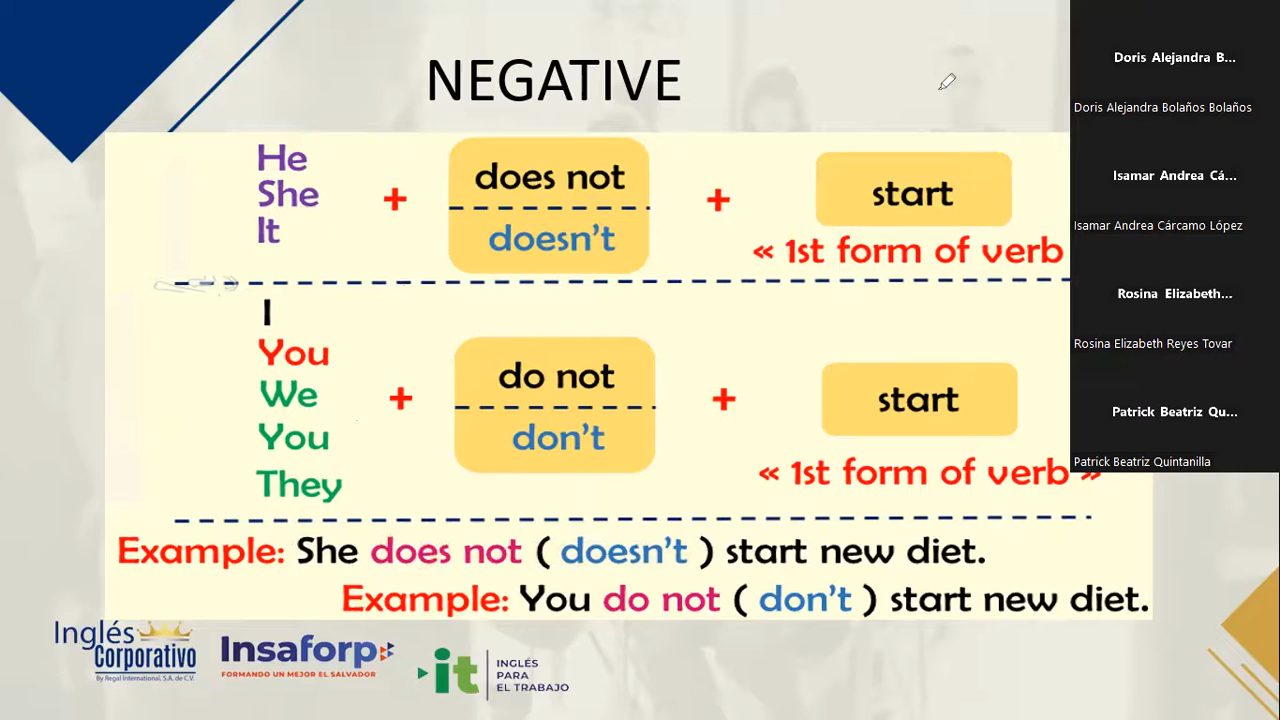 NEGATIVE
He
She
It
+
does not
doesn't
+
start
« 1st form of verb
I
You
We
You
They
+
do not
don't
+
start
« 1st form of verb »
Example: She does not ( doesn't ) start new diet.
Example: You do not ( don't ) start new diet.
Inglés
Corporativo
By Regal International, S.A. de C.V.
Insaforp
FORMANDO UN MEJOR EL SALVADOR
it
INGLÉS
PARA
EL TRABAJO
Doris Alejandra B...
Doris Alejandra Bolaños Bolaños
Isamar Andrea Cá...
Isamar Andrea Cárcamo López
Rosina Elizabeth...
Rosina Elizabeth Reyes Tovar
Patrick Beatriz Qu...
Patrick Beatriz Quintanilla